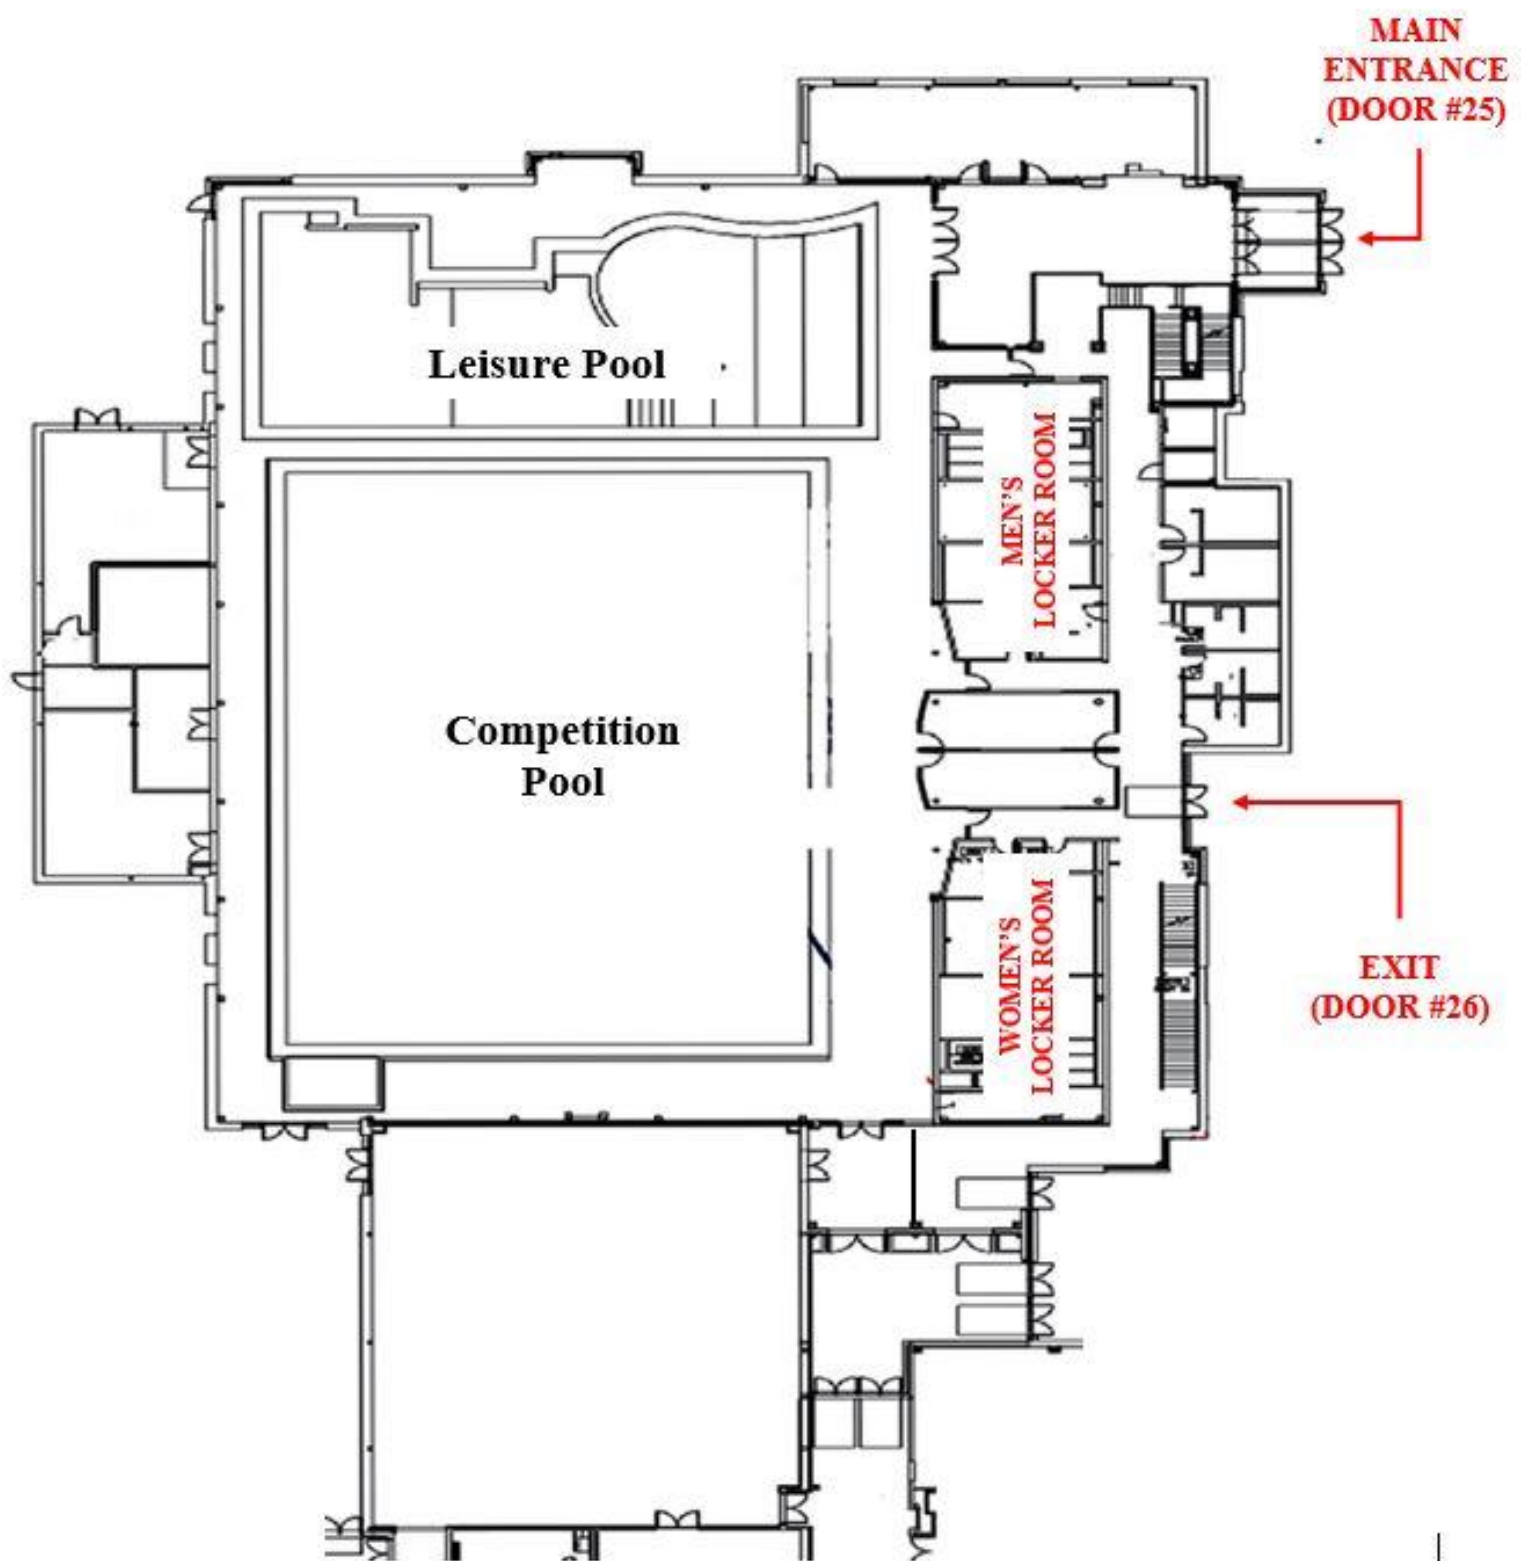 MAIN
ENTRANCE
(DOOR #25)
Leisure Pool
MEN'S
LOCKER ROOM
Competition
Pool
WOMEN'S
LOCKER ROOM
EXIT
(DOOR #26)